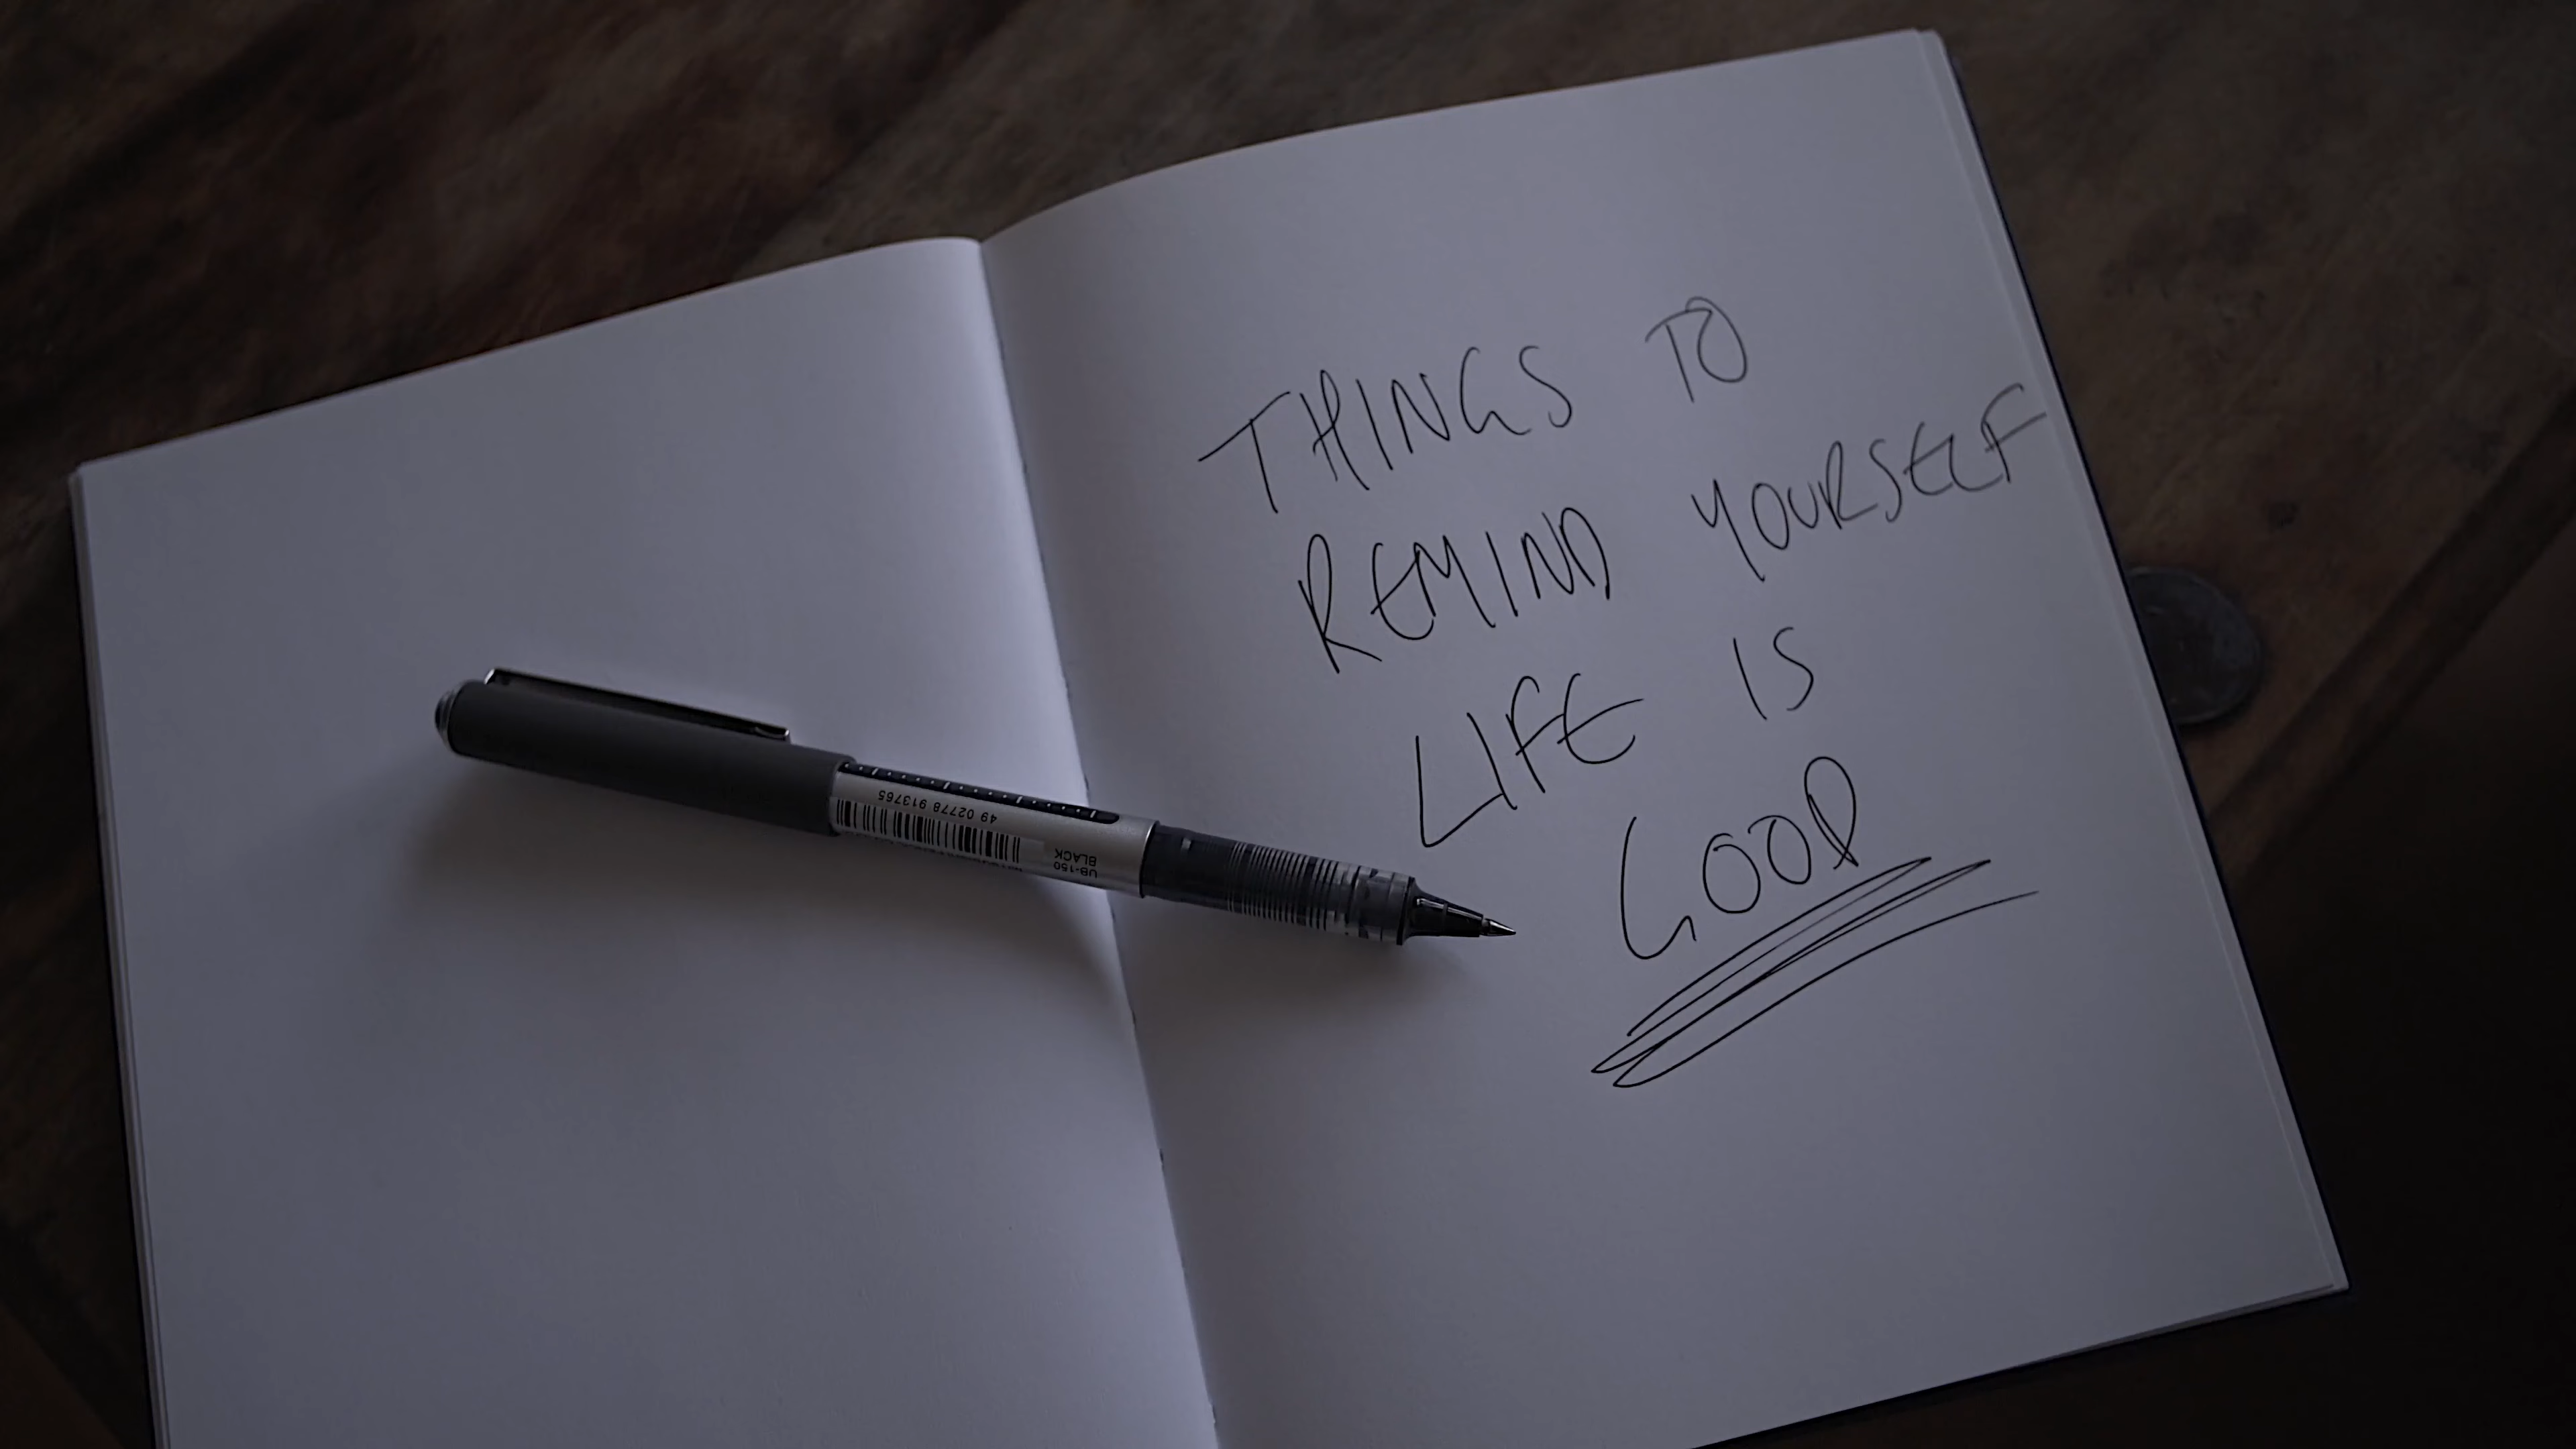 THINGS TO
REMIND YOURSELF
LIFE IS
GOOD
49 02778 913765
UB-150
BLACK